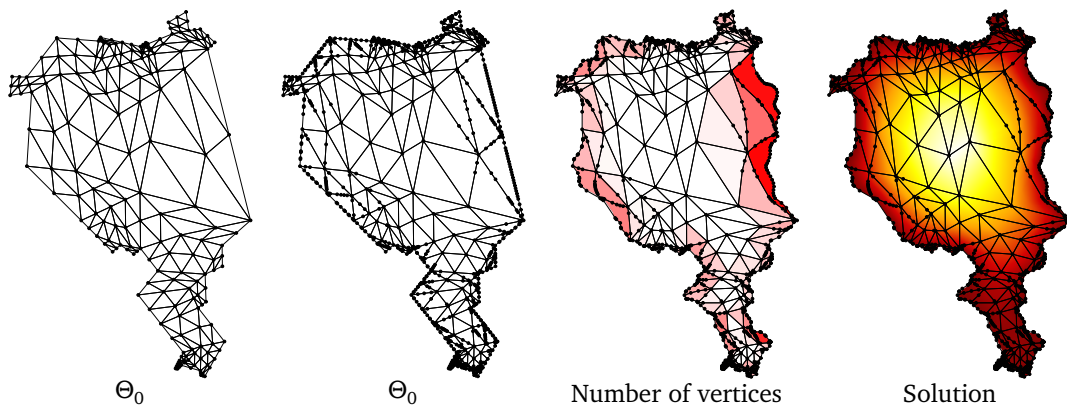 Θ₀
Θ₀
Number of vertices
Solution